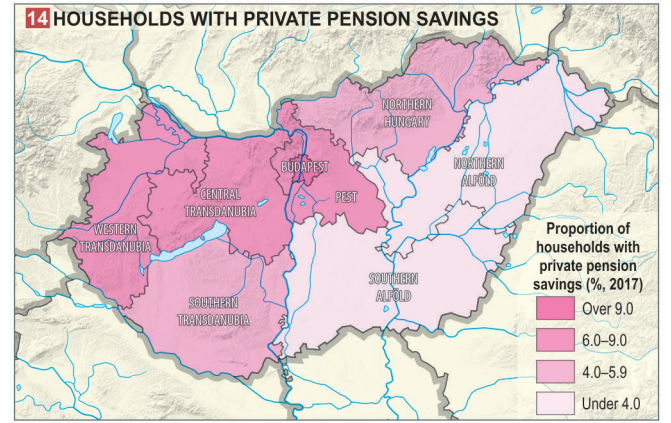 14 HOUSEHOLDS WITH PRIVATE PENSION SAVINGS
NORTHERN
HUNGARY
BUDAPEST
NORTHERN
ALFÖLD
PEST
CENTRAL
TRANSDANUBIA
WESTERN
TRANSDANUBIA
SOUTHERN
ALFÖLD
SOUTHERN
TRANSDANUBIA
Proportion of
households with
private pension
savings (%, 2017)
Over 9.0
6.0–9.0
4.0–5.9
Under 4.0